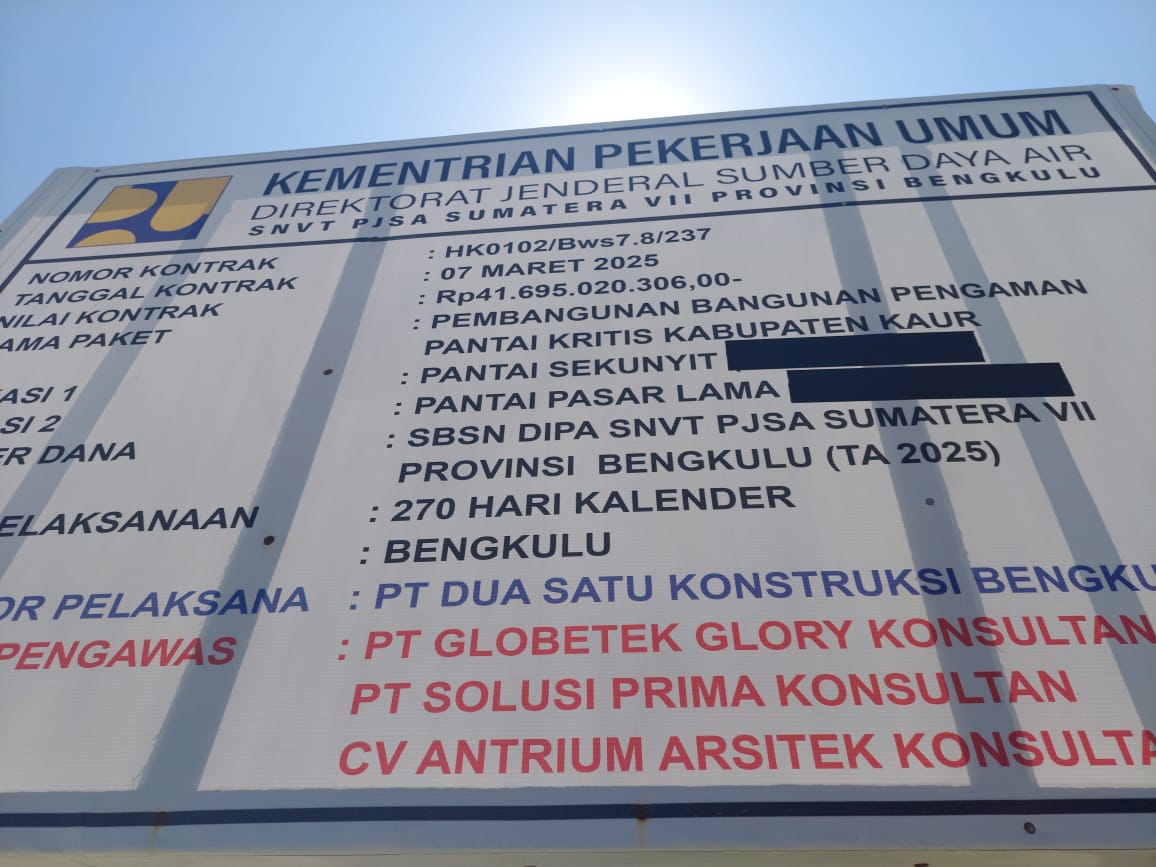 KEMENTRIAN PEKERJAAN UMUM
DIREKTORAT JENDERAL SUMBER DAYA AIR
SNVT PJSA SUMATERA VII PROVINSI BENGKULU
NOMOR KONTRAK : HK0102/Bws7.8/237
TANGGAL KONTRAK : 07 MARET 2025
NILAI KONTRAK : Rp41.695.020.306,00-
AMA PAKET : PEMBANGUNAN BANGUNAN PENGAMAN
PANTAI KRITIS KABUPATEN KAUR
ASI 1 : PANTAI SEKUNYIT
SI 2 : PANTAI PASAR LAMA
ER DANA : SBSN DIPA SNVT PJSA SUMATERA VII
PROVINSI BENGKULU (TA 2025)
ELAKSANAAN : 270 HARI KALENDER
: BENGKULU
OR PELAKSANA : PT DUA SATU KONSTRUKSI BENGKU
PENGAWAS : PT GLOBETEK GLORY KONSULTAN
PT SOLUSI PRIMA KONSULTAN
CV ANTRIUM ARSITEK KONSULTA